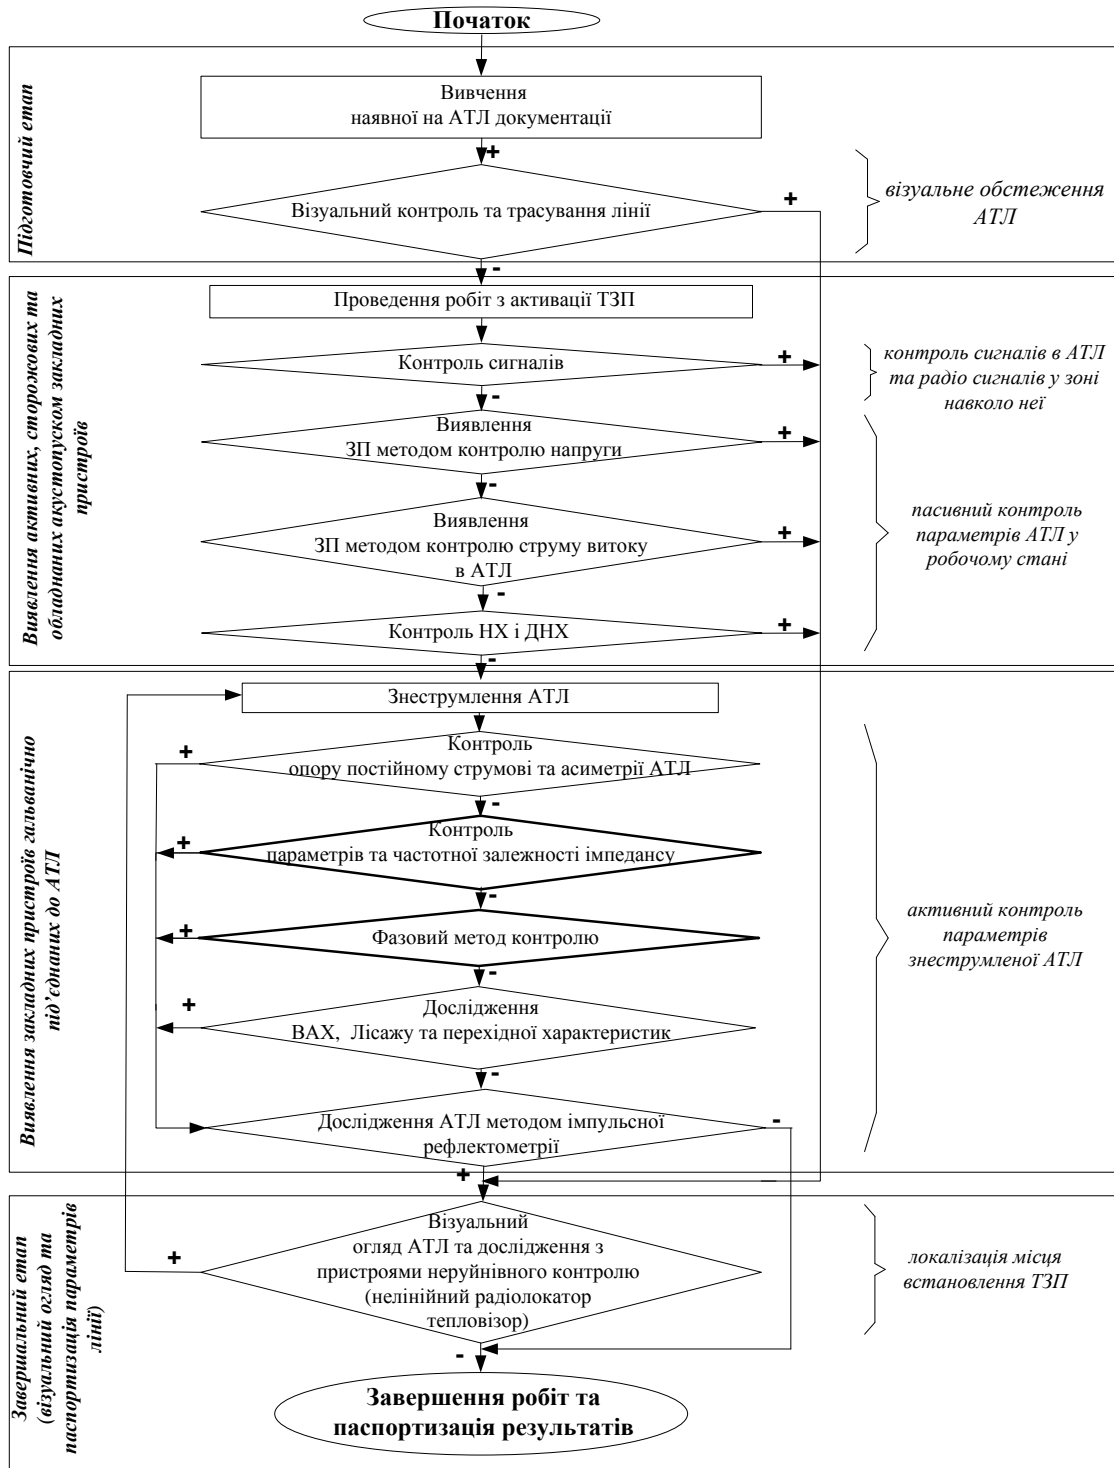 Початок
Підготовчий етап
Вивчення
наявної на АТЛ документації
+
Візуальний контроль та трасування лінії
+
-
візуальне обстеження
АТЛ
Виявлення активних, сторожових та
обладнаних акустопуском закладних
пристроїв
Проведення робіт з активації ТЗП
Контроль сигналів
+
-
контроль сигналів в АТЛ
та радіо сигналів у зоні
навколо неї
Виявлення
ЗП методом контролю напруги
+
-
Виявлення
ЗП методом контролю струму витоку
в АТЛ
+
-
пасивний контроль
параметрів АТЛ у
робочому стані
Контроль НХ і ДНХ
+
-
Виявлення закладних пристроїв гальванічно
під’єднаних до АТЛ
Знеструмлення АТЛ
Контроль
опору постійному струмові та асиметрії АТЛ
+
-
Контроль
параметрів та частотної залежності імпедансу
+
-
Фазовий метод контролю
+
-
активний контроль
параметрів
знеструмленої АТЛ
Дослідження
ВАХ, Лісажу та перехідної характеристик
+
-
Дослідження АТЛ методом імпульсної
рефлектометрії
-
+
Завершальний етап
(візуальний огляд та
паспортизація параметрів
лінії)
Візуальний
огляд АТЛ та дослідження з
пристроями неруйнівного контролю
(нелінійний радіолокатор
тепловізор)
+
-
локалізація місця
встановлення ТЗП
Завершення робіт та
паспортизація результатів